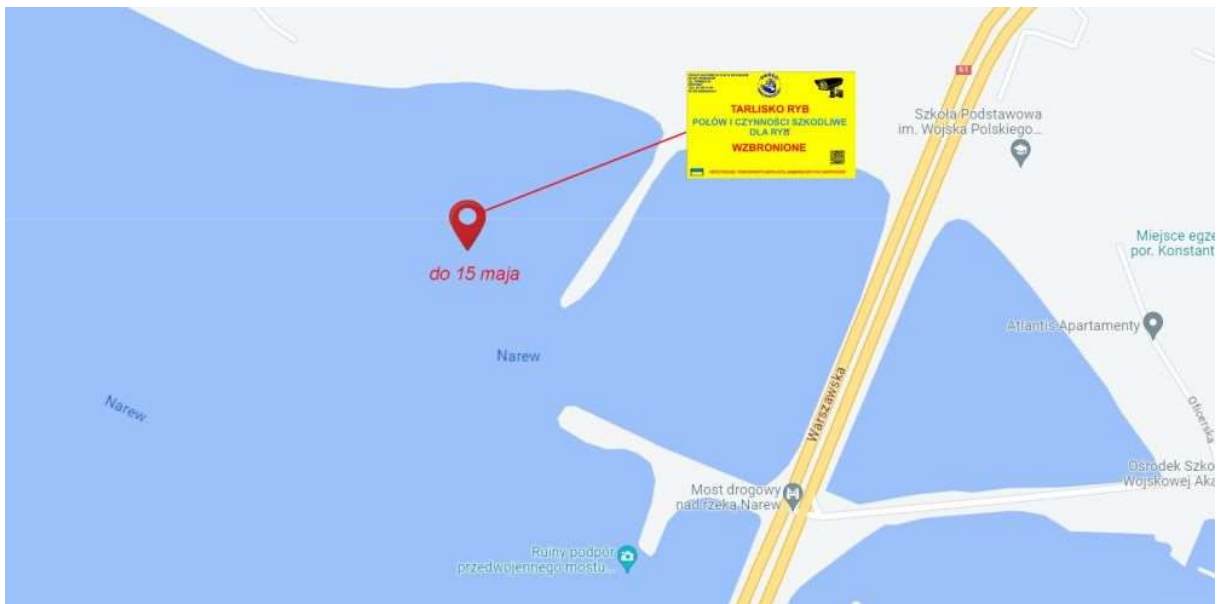 61
TARLISKO RYB
POŁÓW I CZYNNOŚCI SZKODLIWE
DLA RYB
WZBRONIONE
Szkoła Podstawowa
im. Wojska Polskiego...
Miejsce egze
por. Konstant
do 15 maja
Atlantis Apartamenty
Narew
Narew
Warszawska
Oficerska
Ośrodek Szko
Wojskowej Aka
Most drogowy
nad rzeka Narew
Ruiny podpór
przedwojennego mostu...